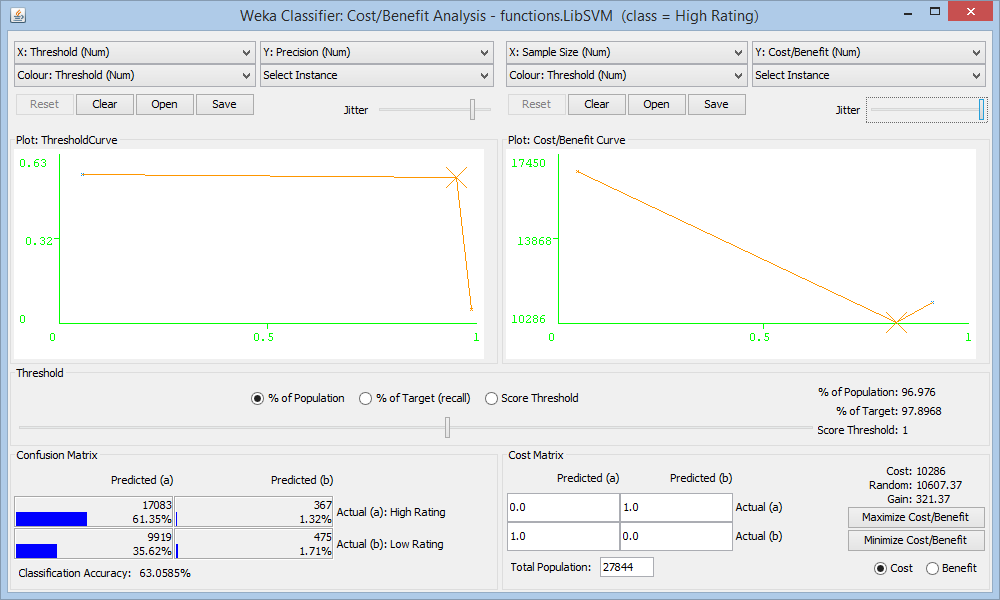 Weka Classifier: Cost/Benefit Analysis - functions.LibSVM (class = High Rating)
X: Threshold (Num) Y: Precision (Num) X: Sample Size (Num) Y: Cost/Benefit (Num)
Colour: Threshold (Num) Select Instance Colour: Threshold (Num) Select Instance
Reset Clear Open Save Jitter Reset Clear Open Save Jitter
Plot: ThresholdCurve Plot: Cost/Benefit Curve
0.63 17450
0.32 13868
0 10286
0 0.5 1 0 0.5 1
Threshold
% of Population % of Target (recall) Score Threshold
% of Population: 96.976
% of Target: 97.8968
Score Threshold: 1
Confusion Matrix
Predicted (a) Predicted (b)
17083 367
61.35% 1.32% Actual (a): High Rating
9919 475
35.62% 1.71% Actual (b): Low Rating
Classification Accuracy: 63.0585%
Cost Matrix
Predicted (a) Predicted (b)
0.0 1.0 Actual (a)
1.0 0.0 Actual (b)
Total Population: 27844
Cost: 10286
Random: 10607.37
Gain: 321.37
Maximize Cost/Benefit
Minimize Cost/Benefit
Cost Benefit